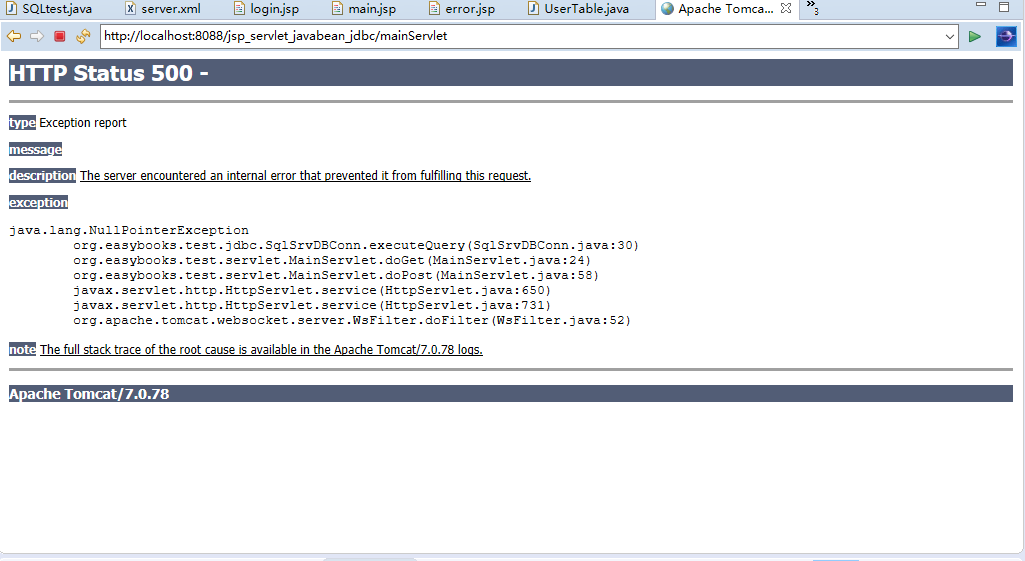 SQLtest.java server.xml login.jsp main.jsp error.jsp UserTable.java Apache Tomca... »3
http://localhost:8088/jsp_servlet_javabean_jdbc/mainServlet
HTTP Status 500 -
type Exception report
message
description The server encountered an internal error that prevented it from fulfilling this request.
exception
java.lang.NullPointerException
org.easybooks.test.jdbc.SqlSrvDBConn.executeQuery(SqlSrvDBConn.java:30)
org.easybooks.test.servlet.MainServlet.doGet(MainServlet.java:24)
org.easybooks.test.servlet.MainServlet.doPost(MainServlet.java:58)
javax.servlet.http.HttpServlet.service(HttpServlet.java:650)
javax.servlet.http.HttpServlet.service(HttpServlet.java:731)
org.apache.tomcat.websocket.server.WsFilter.doFilter(WsFilter.java:52)
note The full stack trace of the root cause is available in the Apache Tomcat/7.0.78 logs.
Apache Tomcat/7.0.78